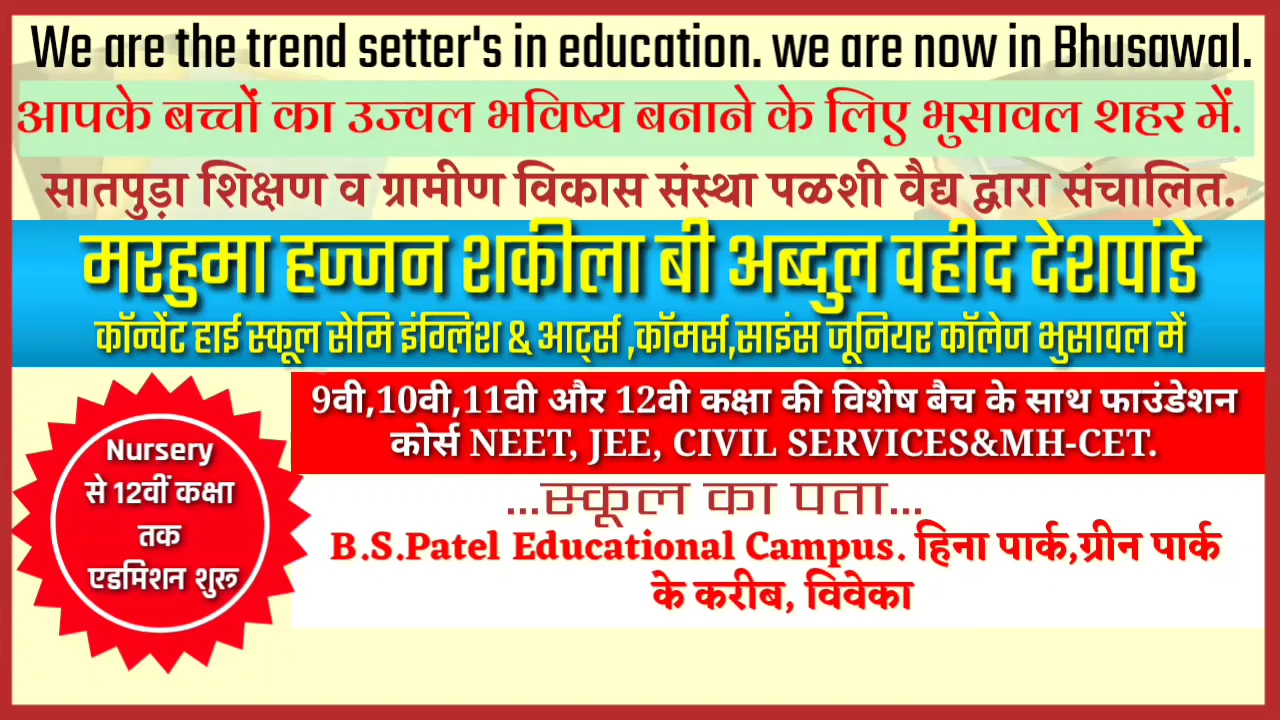 We are the trend setter's in education. we are now in Bhusawal.
आपके बच्चों का उज्वल भविष्य बनाने के लिए भुसावल शहर में.
सातपुड़ा शिक्षण व ग्रामीण विकास संस्था पळशी वैद्य द्वारा संचालित.
मरहुमा हज्जन शकीला बी अब्दुल वहीद देशपांडे
कॉन्वेंट हाई स्कूल सेमि इंग्लिश & आर्ट्स ,कॉमर्स,साइंस जूनियर कॉलेज भुसावल में
9वी,10वी,11वी और 12वी कक्षा की विशेष बैच के साथ फाउंडेशन
कोर्स NEET, JEE, CIVIL SERVICES&MH-CET.
Nursery
से 12वीं कक्षा
तक
एडमिशन शुरू
...स्कूल का पता...
B.S.Patel Educational Campus. हिना पार्क,ग्रीन पार्क
के करीब, विवेका